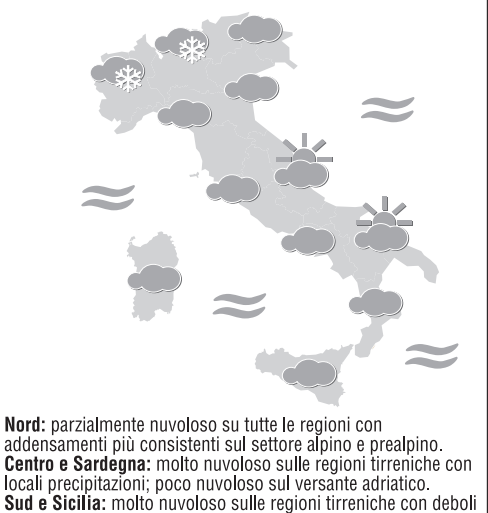 Nord: parzialmente nuvoloso su tutte le regioni con
addensamenti più consistenti sul settore alpino e prealpino.
Centro e Sardegna: molto nuvoloso sulle regioni tirreniche con
locali precipitazioni; poco nuvoloso sul versante adriatico.
Sud e Sicilia: molto nuvoloso sulle regioni tirreniche con deboli